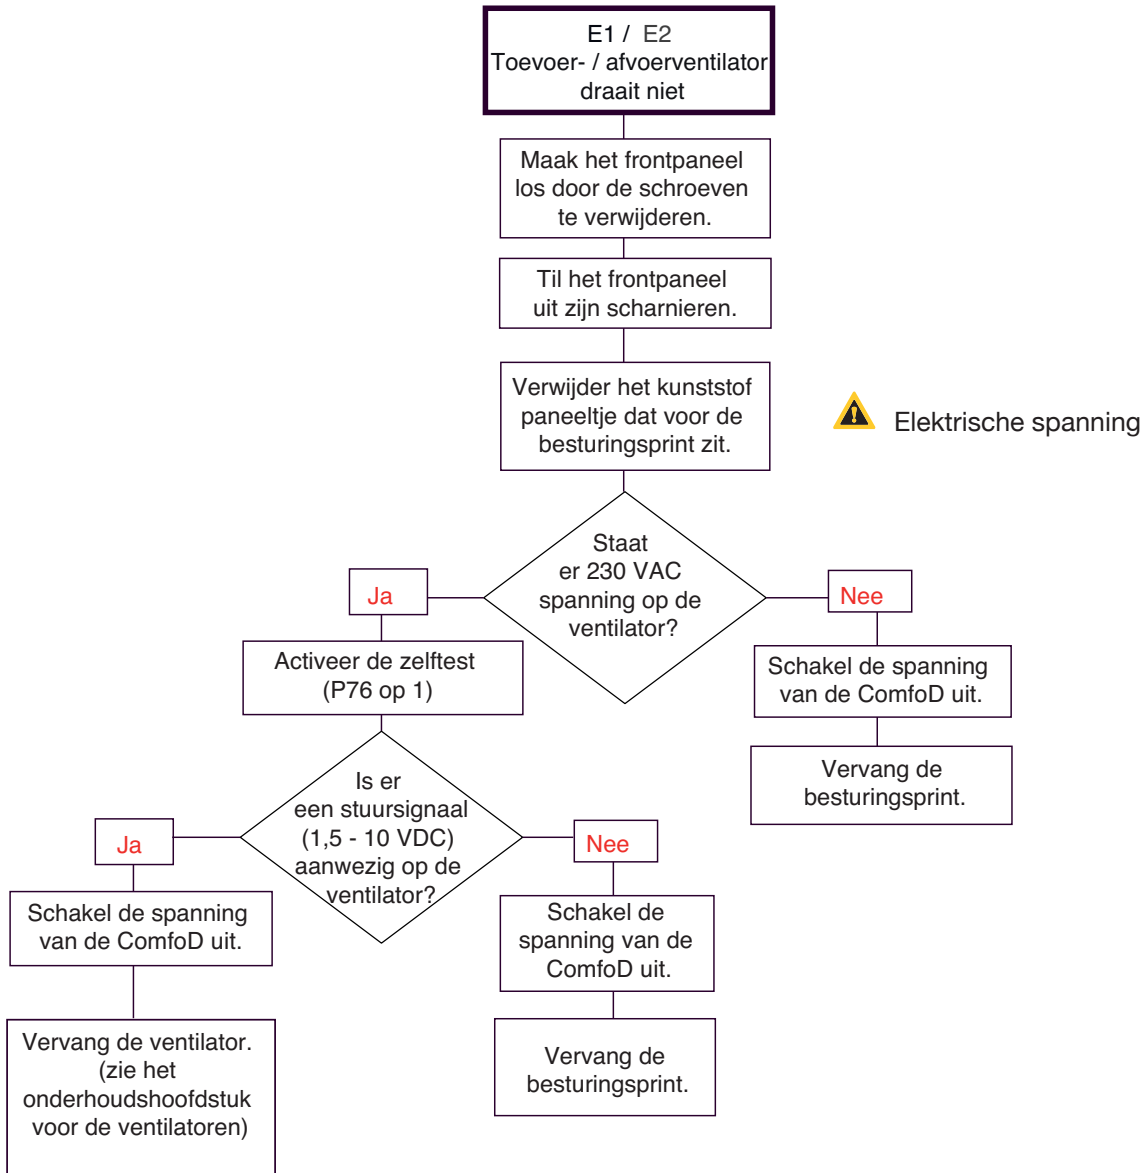 E1 / E2
Toevoer- / afvoerventilator
draait niet
Maak het frontpaneel
los door de schroeven
te verwijderen.
Til het frontpaneel
uit zijn scharnieren.
Verwijder het kunststof
paneeltje dat voor de
besturingsprint zit.
Elektrische spanning
Staat
er 230 VAC
spanning op de
ventilator?
Ja
Nee
Activeer de zelftest
(P76 op 1)
Schakel de spanning
van de ComfoD uit.
Vervang de
besturingsprint.
Is er
een stuursignaal
(1,5 - 10 VDC)
aanwezig op de
ventilator?
Ja
Nee
Schakel de spanning
van de ComfoD uit.
Schakel de
spanning van de
ComfoD uit.
Vervang de ventilator.
(zie het
onderhoudshoofdstuk
voor de ventilatoren)
Vervang de
besturingsprint.